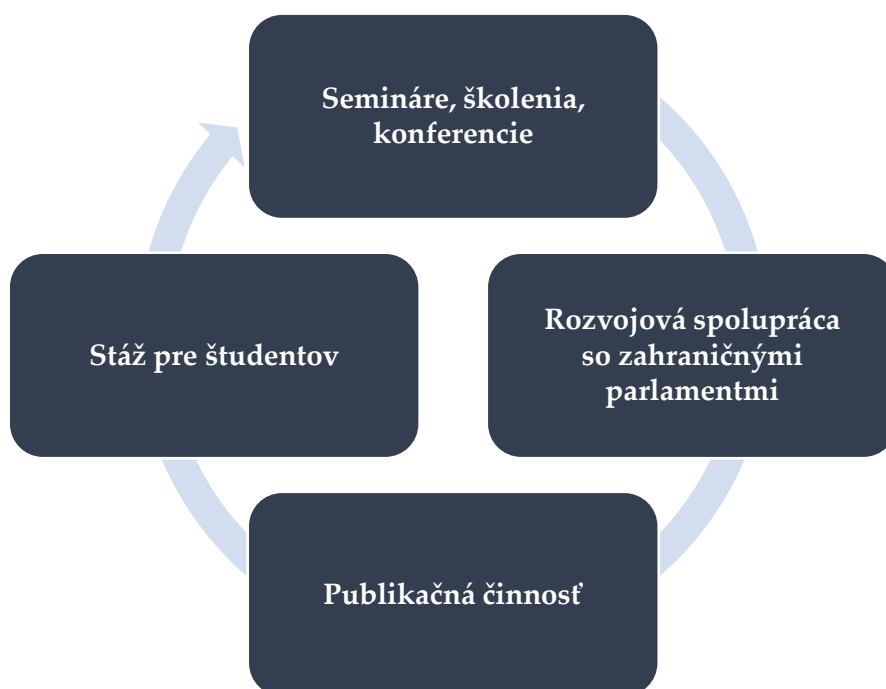 Semináre, školenia,
konferencie
Stáž pre študentov
Rozvojová spolupráca
so zahraničnými
parlamentmi
Publikačná činnosť